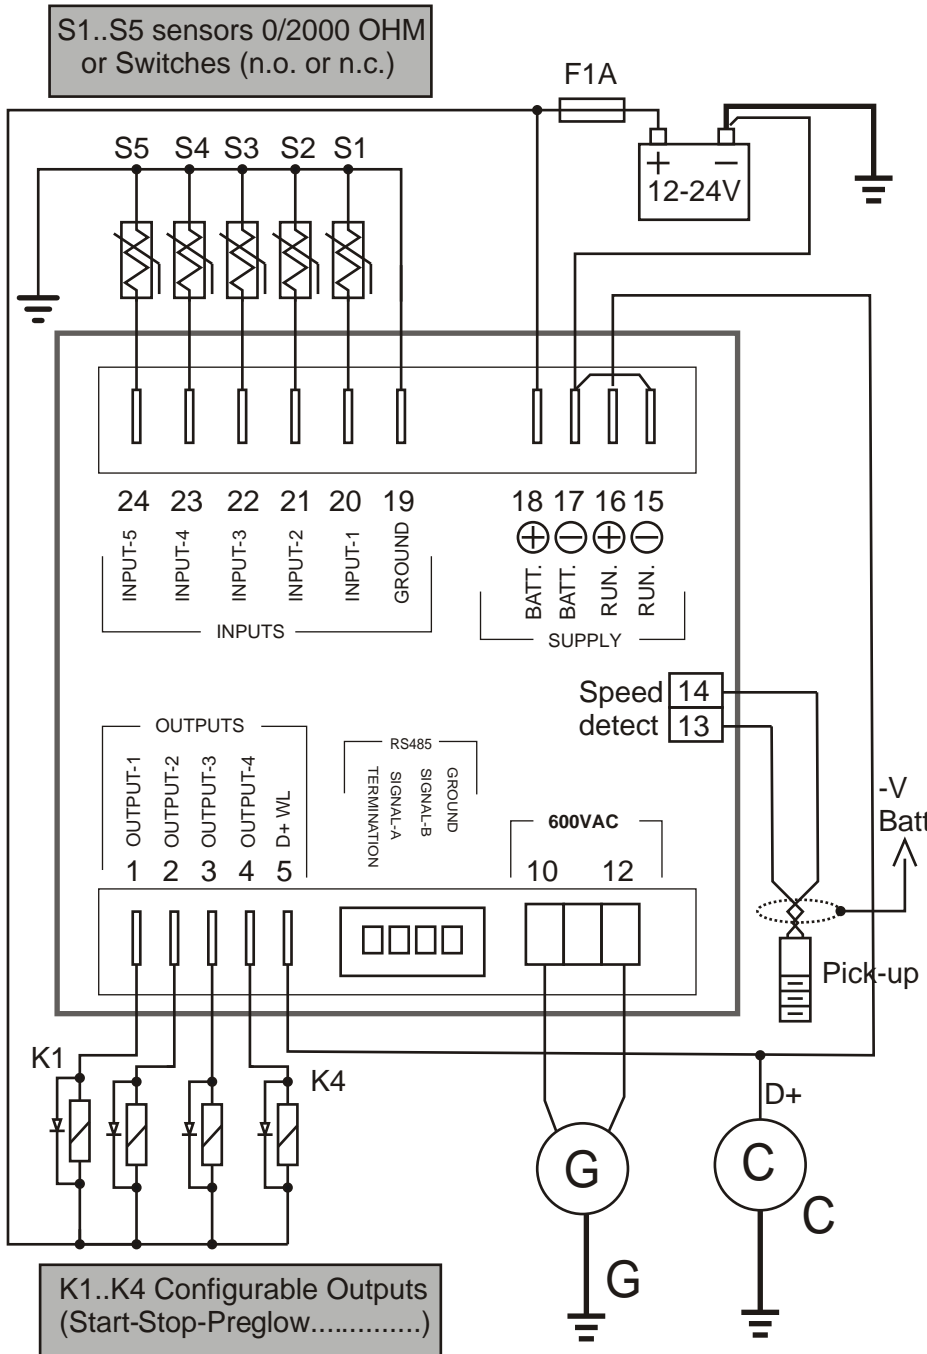 S1..S5 sensors 0/2000 OHM
or Switches (n.o. or n.c.)
F1A
+ −
12-24V
S5 S4 S3 S2 S1
24 23 22 21 20 19
INPUT-5
INPUT-4
INPUT-3
INPUT-2
INPUT-1
GROUND
INPUTS
18 17 16 15
+ − + −
BATT.
BATT.
RUN.
RUN.
SUPPLY
Speed
detect
14
13
-V
Batt
OUTPUTS
OUTPUT-1
OUTPUT-2
OUTPUT-3
OUTPUT-4
D+ WL
1 2 3 4 5
RS485
TERMINATION
SIGNAL-A
SIGNAL-B
GROUND
600VAC
10 12
Pick-up
K1
K4
D+
G
C
C
G
K1..K4 Configurable Outputs
(Start-Stop-Preglow..............)